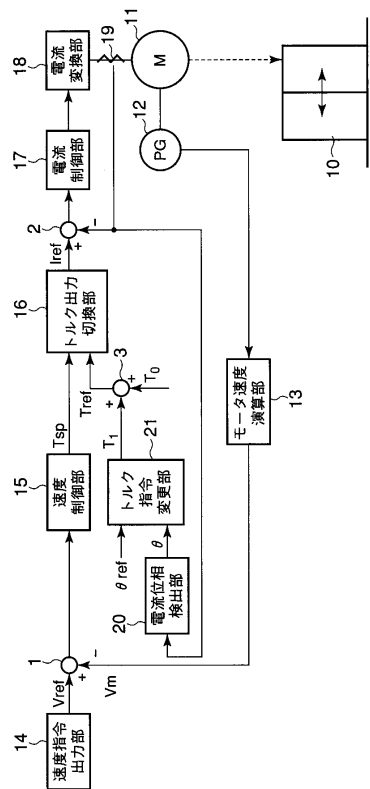 14
速度指令
出力部
Vref
1
+
-
Vm
15
速度
制御部
Tsp
16
トルク出力
切換部
Iref
2
+
-
17
電流
制御部
18
電流
変換部
19
11
M
12
PG
10
20
電流位相
検出部
θ ref
θ
21
トルク
指令
変更部
T1
+
3
+
T0
Tref
13
モータ速度
演算部